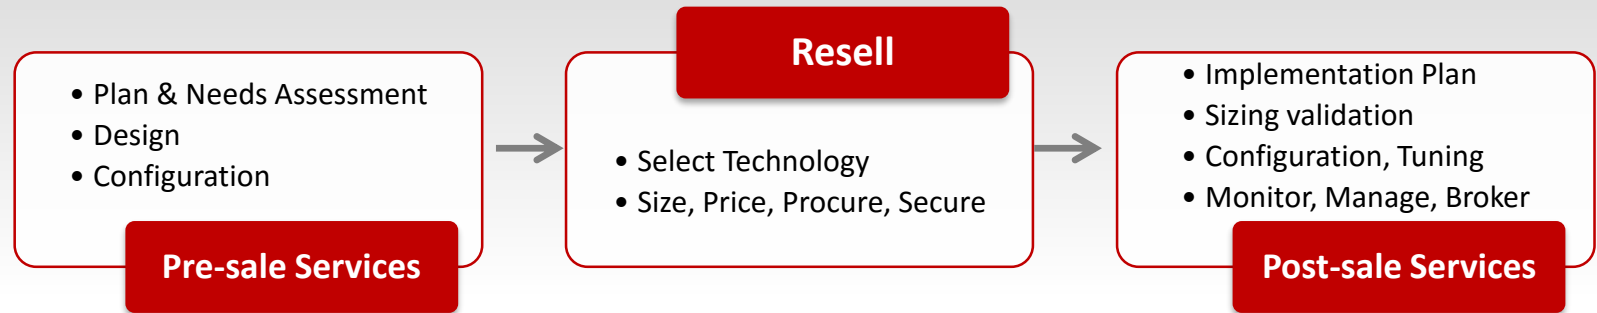 • Plan & Needs Assessment
• Design
• Configuration
Pre-sale Services
Resell
• Select Technology
• Size, Price, Procure, Secure
• Implementation Plan
• Sizing validation
• Configuration, Tuning
• Monitor, Manage, Broker
Post-sale Services